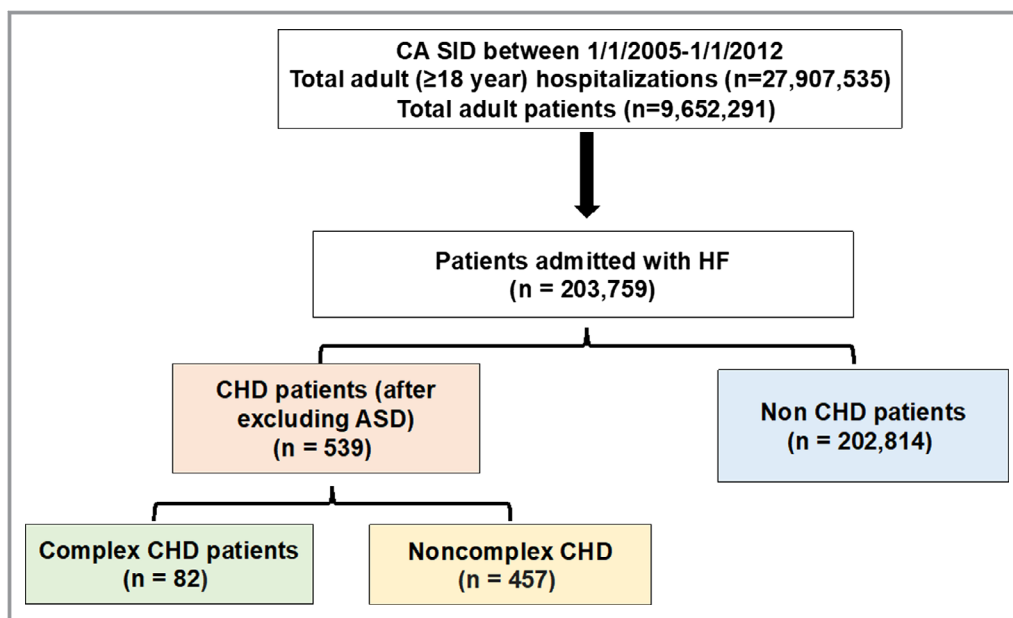 CA SID between 1/1/2005-1/1/2012
Total adult (≥18 year) hospitalizations (n=27,907,535)
Total adult patients (n=9,652,291)
Patients admitted with HF
(n = 203,759)
CHD patients (after
excluding ASD)
(n = 539)
Non CHD patients
(n = 202,814)
Complex CHD patients
(n = 82)
Noncomplex CHD
(n = 457)